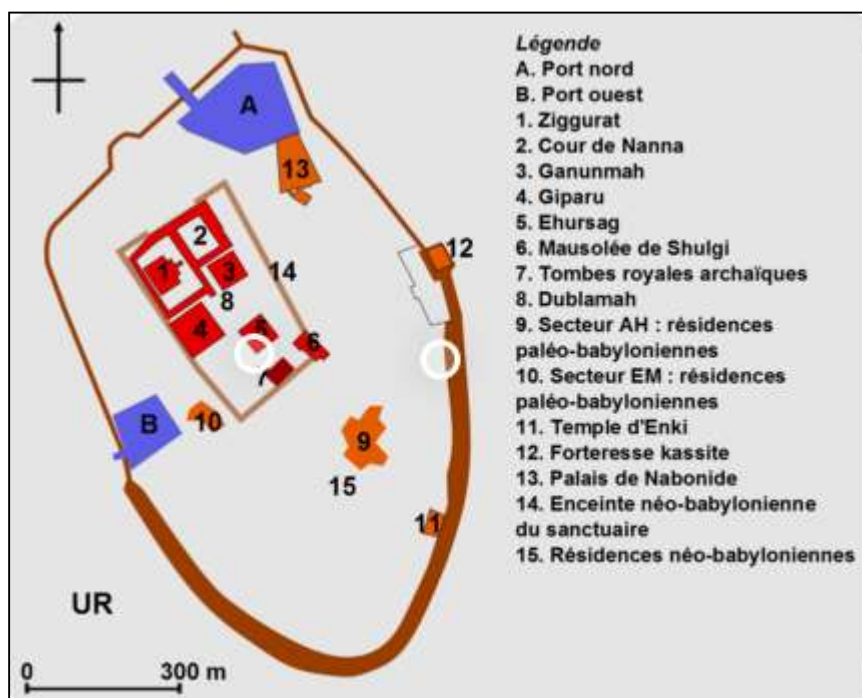 Légende
A. Port nord
B. Port ouest
1. Ziggurat
2. Cour de Nanna
3. Ganunmah
4. Giparu
5. Ehursag
6. Mausolée de Shulgi
7. Tombes royales archaïques
8. Dublamah
9. Secteur AH : résidences
paléo-babyloniennes
10. Secteur EM : résidences
paléo-babyloniennes
11. Temple d'Enki
12. Forteresse kassite
13. Palais de Nabonide
14. Enceinte néo-babylonienne
du sanctuaire
15. Résidences néo-babyloniennes
A
13
2
12
1
3
14
8
4
5
6
7
B
10
9
15
11
UR
0 300 m